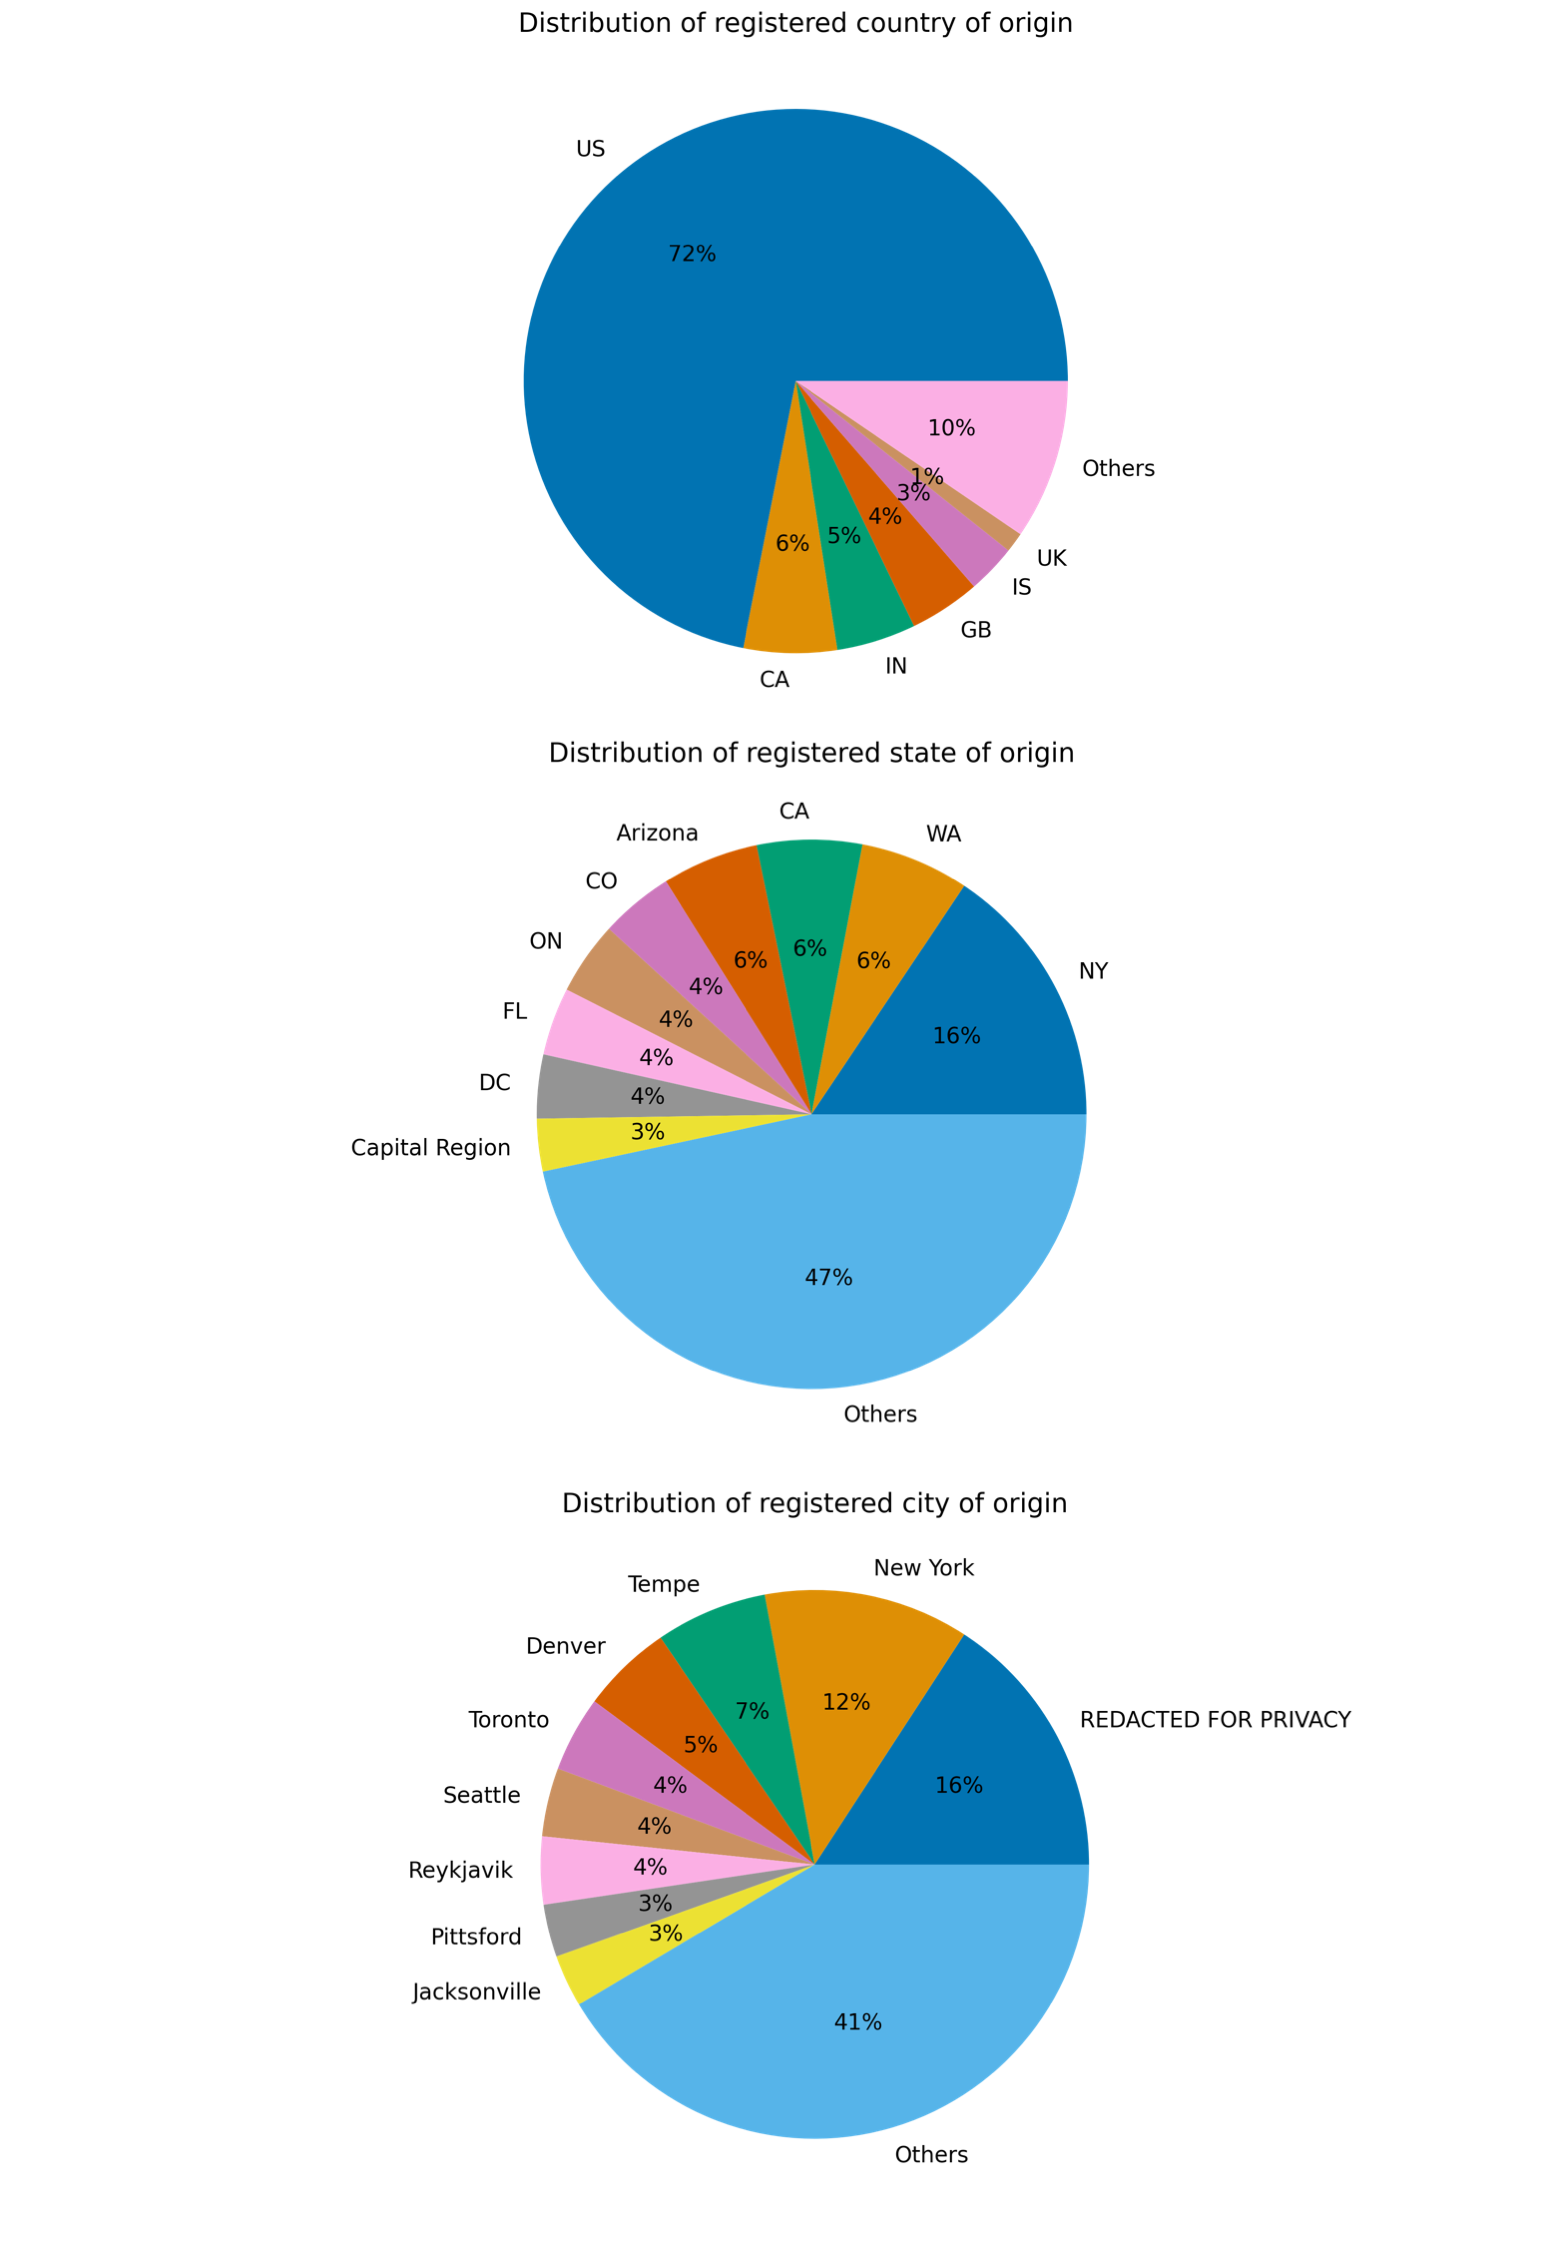 Distribution of registered country of origin
US
72%
10%
Others
1%
3%
4%
5%
6%
UK
IS
GB
IN
CA
Distribution of registered state of origin
CA
Arizona
WA
CO
ON
6%
6%
6%
NY
4%
FL
4%
16%
4%
DC
4%
Capital Region
3%
47%
Others
Distribution of registered city of origin
New York
Tempe
Denver
12%
7%
Toronto
REDACTED FOR PRIVACY
5%
4%
16%
Seattle
4%
Reykjavik
4%
3%
Pittsford
3%
Jacksonville
41%
Others